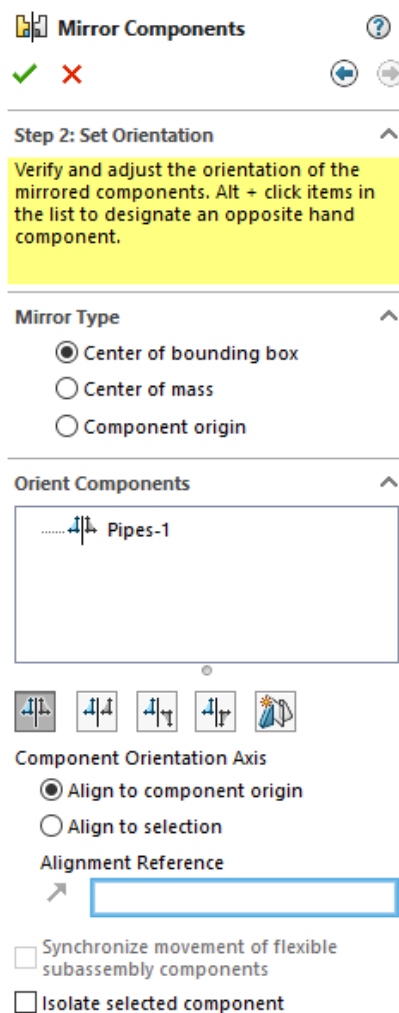 Mirror Components
Step 2: Set Orientation
Verify and adjust the orientation of the
mirrored components. Alt + click items in
the list to designate an opposite hand
component.
Mirror Type
Center of bounding box
Center of mass
Component origin
Orient Components
Pipes-1
Component Orientation Axis
Align to component origin
Align to selection
Alignment Reference
Synchronize movement of flexible
subassembly components
Isolate selected component